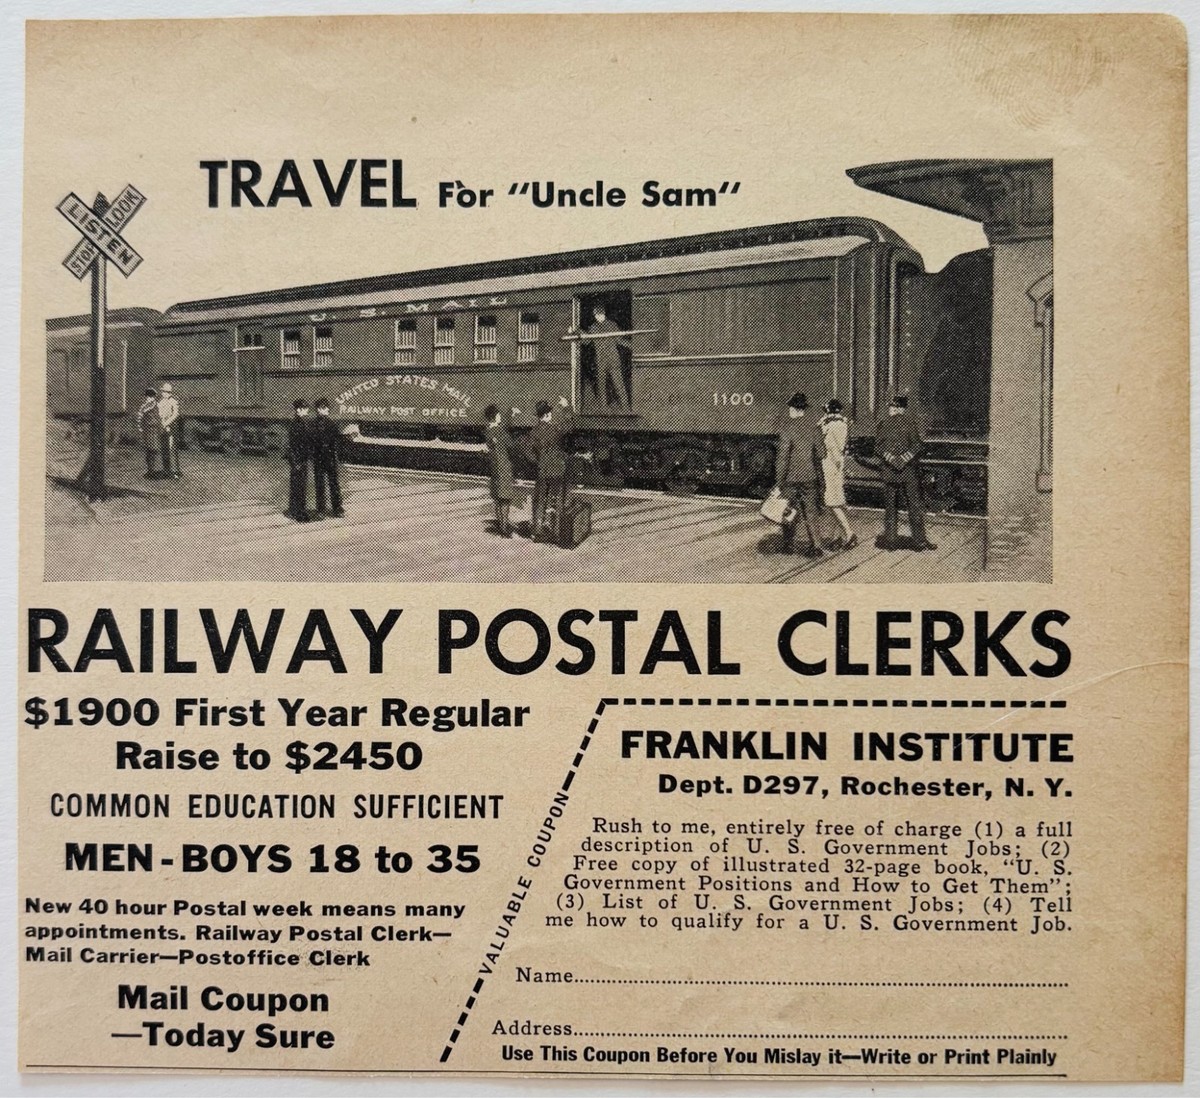 TRAVEL For "Uncle Sam"
LOOK
LISTEN
STOP
U. S. MAIL
UNITED STATES MAIL
RAILWAY POST OFFICE
1100
RAILWAY POSTAL CLERKS
$1900 First Year Regular
Raise to $2450
COMMON EDUCATION SUFFICIENT
MEN-BOYS 18 to 35
New 40 hour Postal week means many
appointments. Railway Postal Clerk—
Mail Carrier—Postoffice Clerk
Mail Coupon
—Today Sure
VALUABLE COUPON
FRANKLIN INSTITUTE
Dept. D297, Rochester, N. Y.
Rush to me, entirely free of charge (1) a full
description of U. S. Government Jobs; (2)
Free copy of illustrated 32-page book, "U. S.
Government Positions and How to Get Them";
(3) List of U. S. Government Jobs; (4) Tell
me how to qualify for a U. S. Government Job.
Name
Address
Use This Coupon Before You Mislay it—Write or Print Plainly